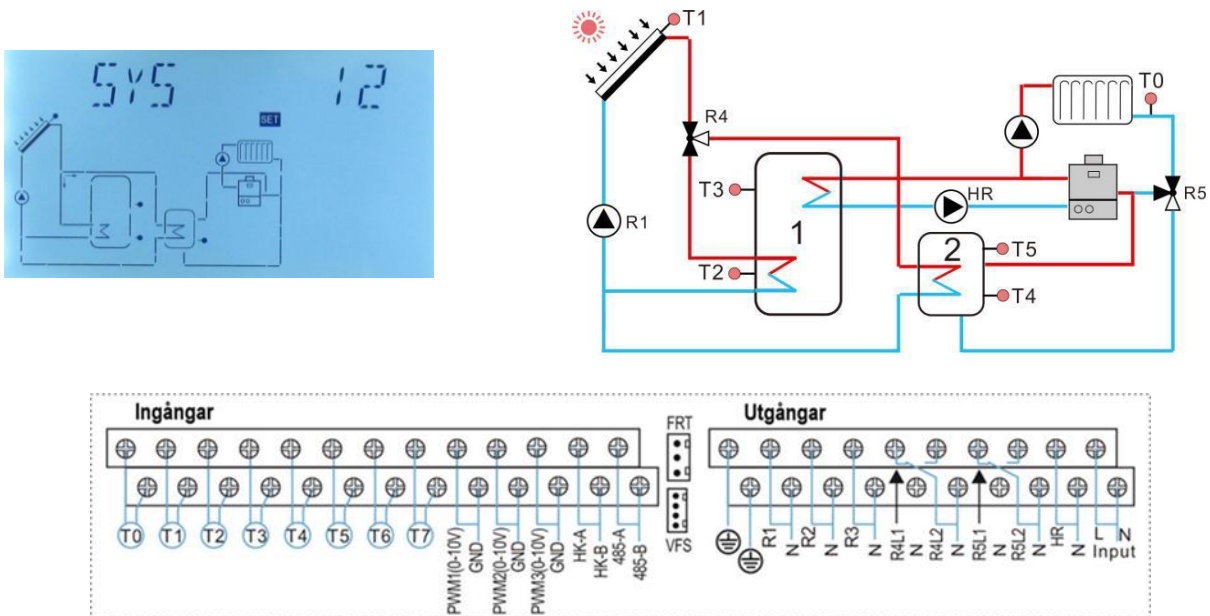 SYS 12
SET
T1
T0
R4
R5
T3
HR
R1
1
2
T5
T2
T4
Ingångar
FRT
Utgångar
T0 T1 T2 T3 T4 T5 T6 T7 PWM1(0-10V) GND PWM2(0-10V) GND PWM3(0-10V) GND HK-A HK-B 485-A 485-B
VFS
R1 N R2 N R3 N R4L1 N R4L2 N R5L1 N R5L2 N HR N L N
Input